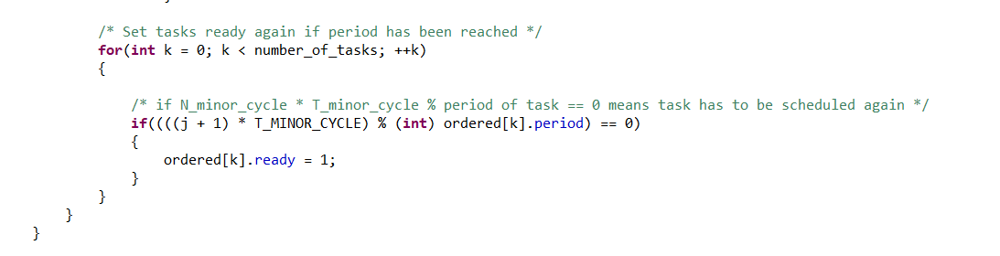 /* Set tasks ready again if period has been reached */
for(int k = 0; k < number_of_tasks; ++k)
{
/* if N_minor_cycle * T_minor_cycle % period of task == 0 means task has to be scheduled again */
if((((j + 1) * T_MINOR_CYCLE) % (int) ordered[k].period) == 0)
{
ordered[k].ready = 1;
}
}
}
}